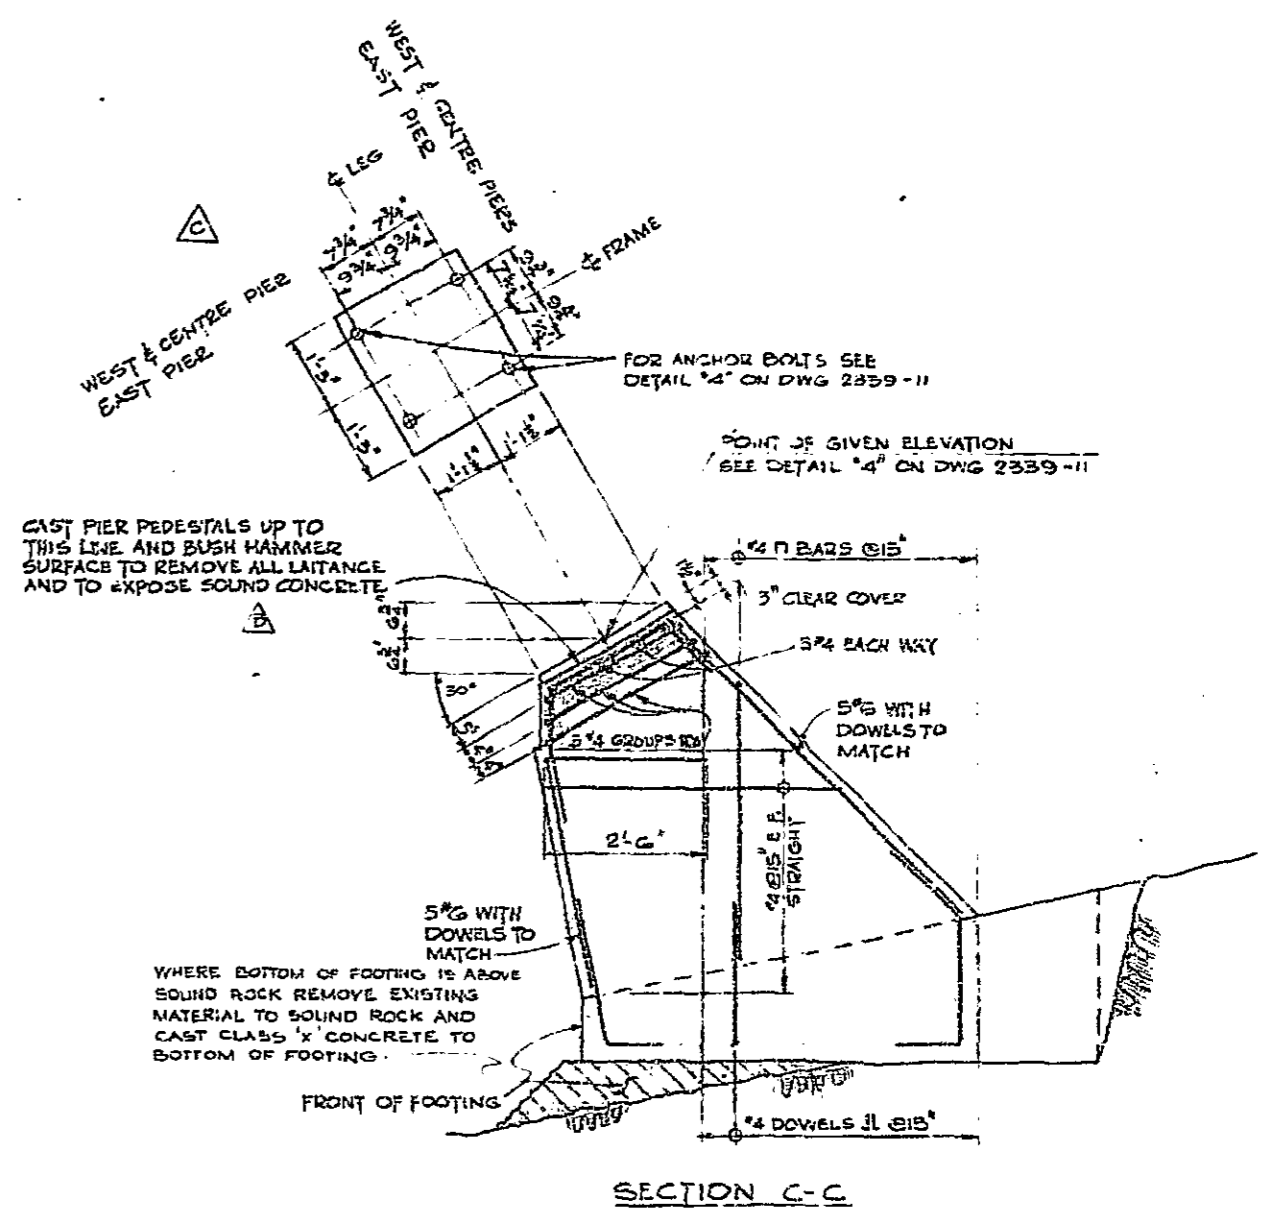 WEST & CENTRE PIERS
EAST PIER
℄ LEG
C
7¾"
7¾"
9¾"
9¾"
℄ FRAME
WEST & CENTRE PIER
EAST PIER
1'-3"
1'-3"
FOR ANCHOR BOLTS SEE
DETAIL "4" ON DWG 2339-11
1'-1½"
1'-1½"
POINT OF GIVEN ELEVATION
SEE DETAIL "4" ON DWG 2339-11
CAST PIER PEDESTALS UP TO
THIS LINE AND BUSH HAMMER
SURFACE TO REMOVE ALL LAITANCE
AND TO EXPOSE SOUND CONCRETE
D
#4 Π BARS @15"
3" CLEAR COVER
5#4 EACH WAY
30°
5#6 WITH
DOWELS TO
MATCH
#4 GROUPS
2'-6"
#4@15" E.F.
STRAIGHT
5#6 WITH
DOWELS TO
MATCH
WHERE BOTTOM OF FOOTING IS ABOVE
SOUND ROCK REMOVE EXISTING
MATERIAL TO SOUND ROCK AND
CAST CLASS 'X' CONCRETE TO
BOTTOM OF FOOTING.
FRONT OF FOOTING
#4 DOWELS @15"
SECTION C-C